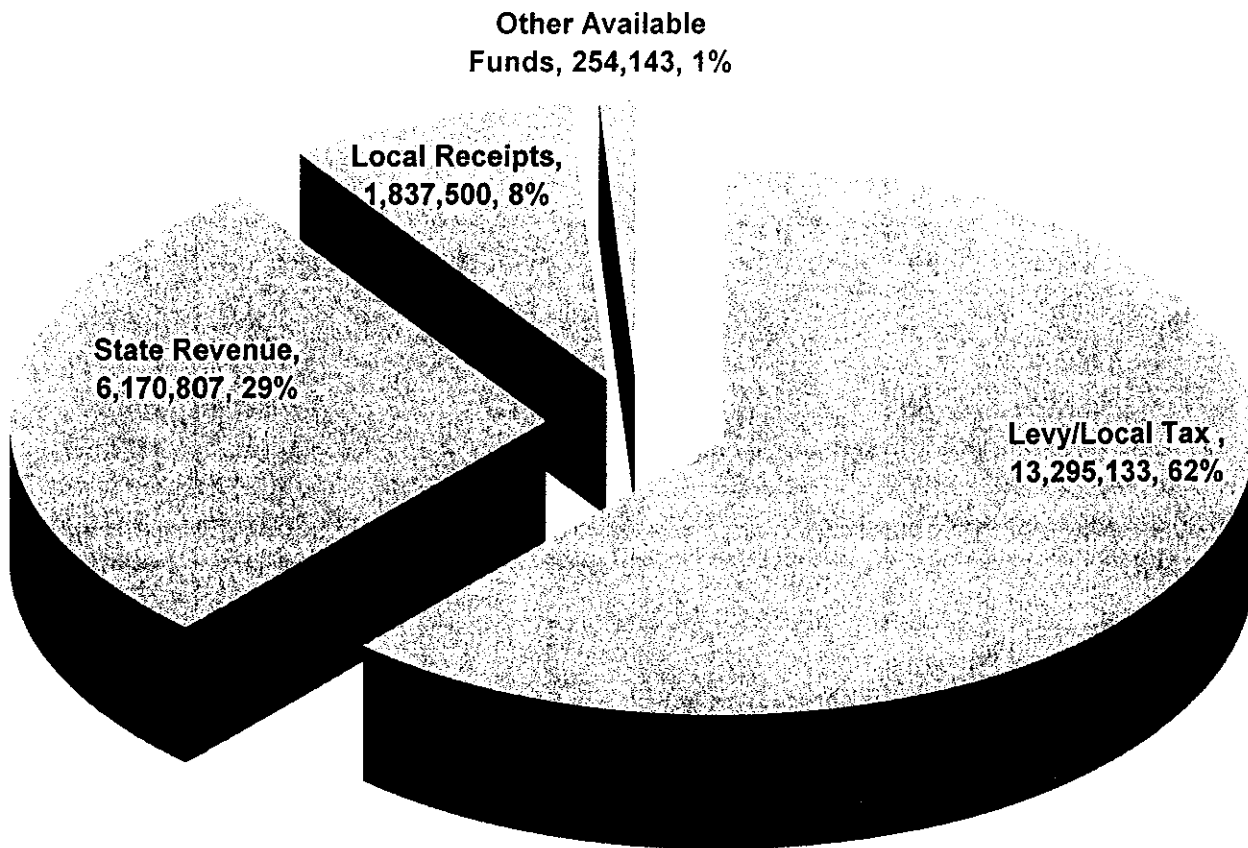 Other Available
Funds, 254,143, 1%
Local Receipts,
1,837,500, 8%
State Revenue,
6,170,807, 29%
Levy/Local Tax ,
13,295,133, 62%